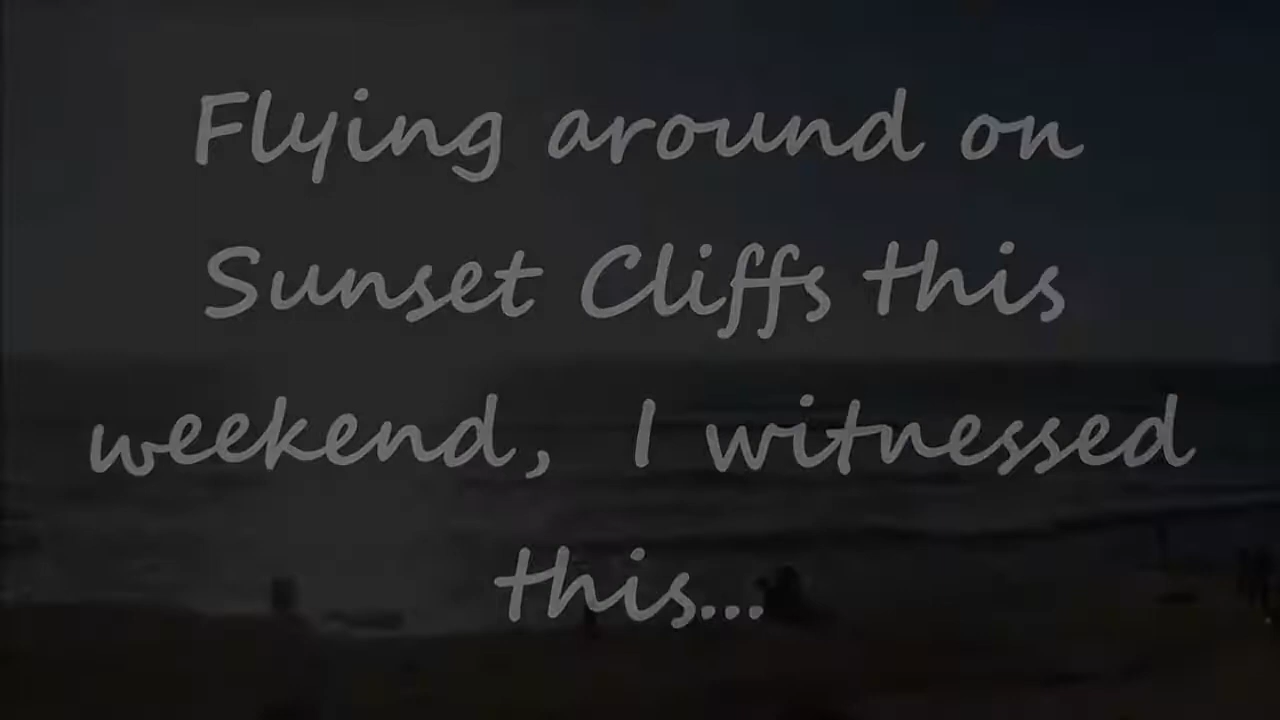 Flying around on
Sunset Cliffs this
weekend, I witnessed
this...